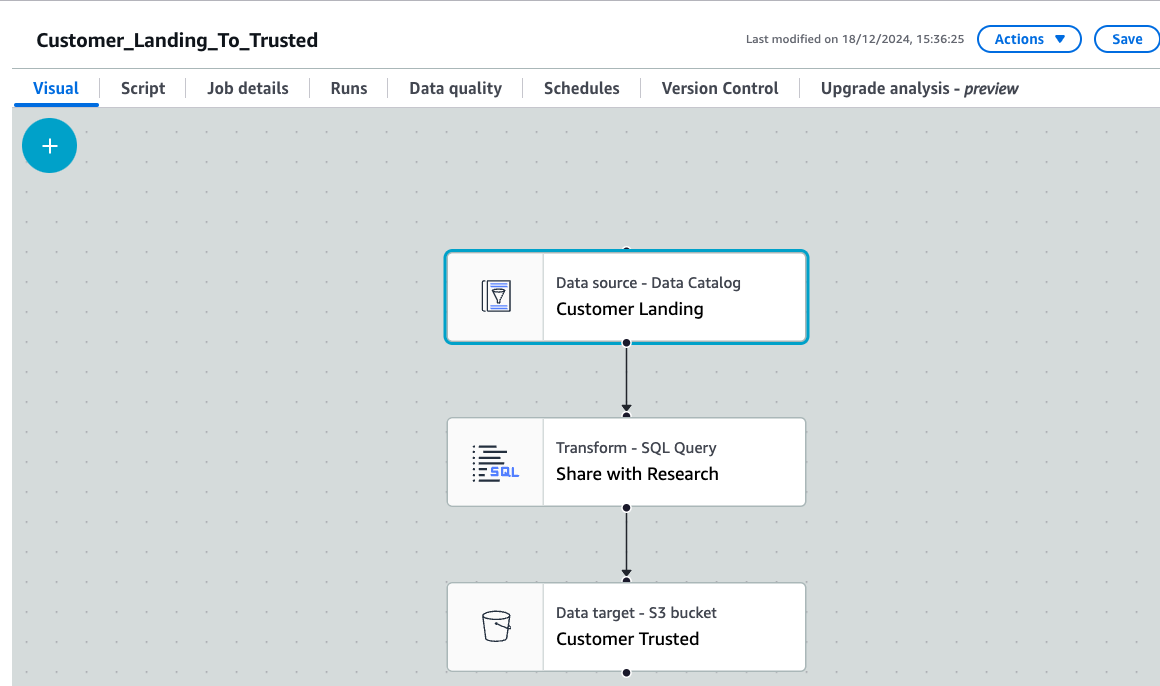 Customer_Landing_To_Trusted
Last modified on 18/12/2024, 15:36:25
Actions
Save
Visual
Script
Job details
Runs
Data quality
Schedules
Version Control
Upgrade analysis - preview
Data source - Data Catalog
Customer Landing
SQL
Transform - SQL Query
Share with Research
Data target - S3 bucket
Customer Trusted